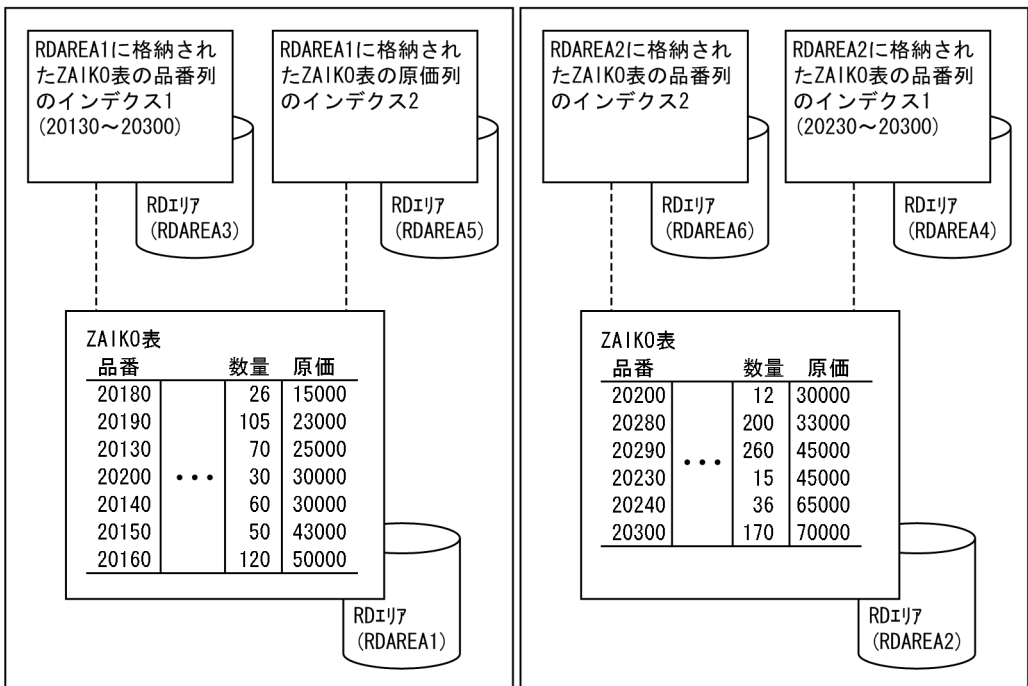 RDAREA1に格納され
たZAIKO表の品番列
のインデクス1
(20130～20300)
RDエリア
(RDAREA3)
RDAREA1に格納され
たZAIKO表の原価列
のインデクス2
RDエリア
(RDAREA5)
ZAIKO表
品番 数量 原価
20180 26 15000
20190 105 23000
20130 70 25000
20200 ••• 30 30000
20140 60 30000
20150 50 43000
20160 120 50000
RDエリア
(RDAREA1)
RDAREA2に格納され
たZAIKO表の品番列
のインデクス2
RDエリア
(RDAREA6)
RDAREA2に格納され
たZAIKO表の品番列
のインデクス1
(20230～20300)
RDエリア
(RDAREA4)
ZAIKO表
品番 数量 原価
20200 12 30000
20280 200 33000
20290 ••• 260 45000
20230 15 45000
20240 36 65000
20300 170 70000
RDエリア
(RDAREA2)